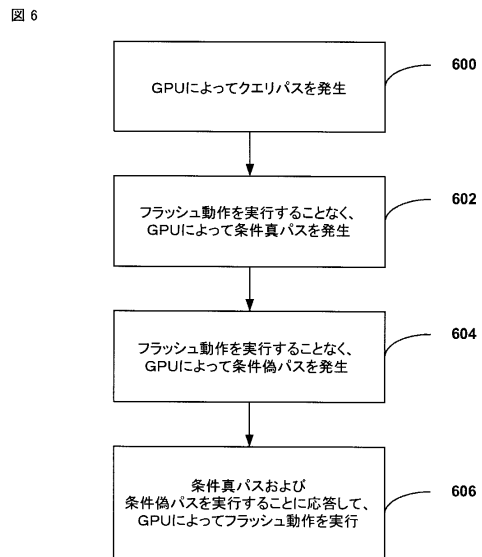 図 6
GPUによってクエリパスを発生
600
フラッシュ動作を実行することなく、
GPUによって条件真パスを発生
602
フラッシュ動作を実行することなく、
GPUによって条件偽パスを発生
604
条件真パスおよび
条件偽パスを実行することに応答して、
GPUによってフラッシュ動作を実行
606